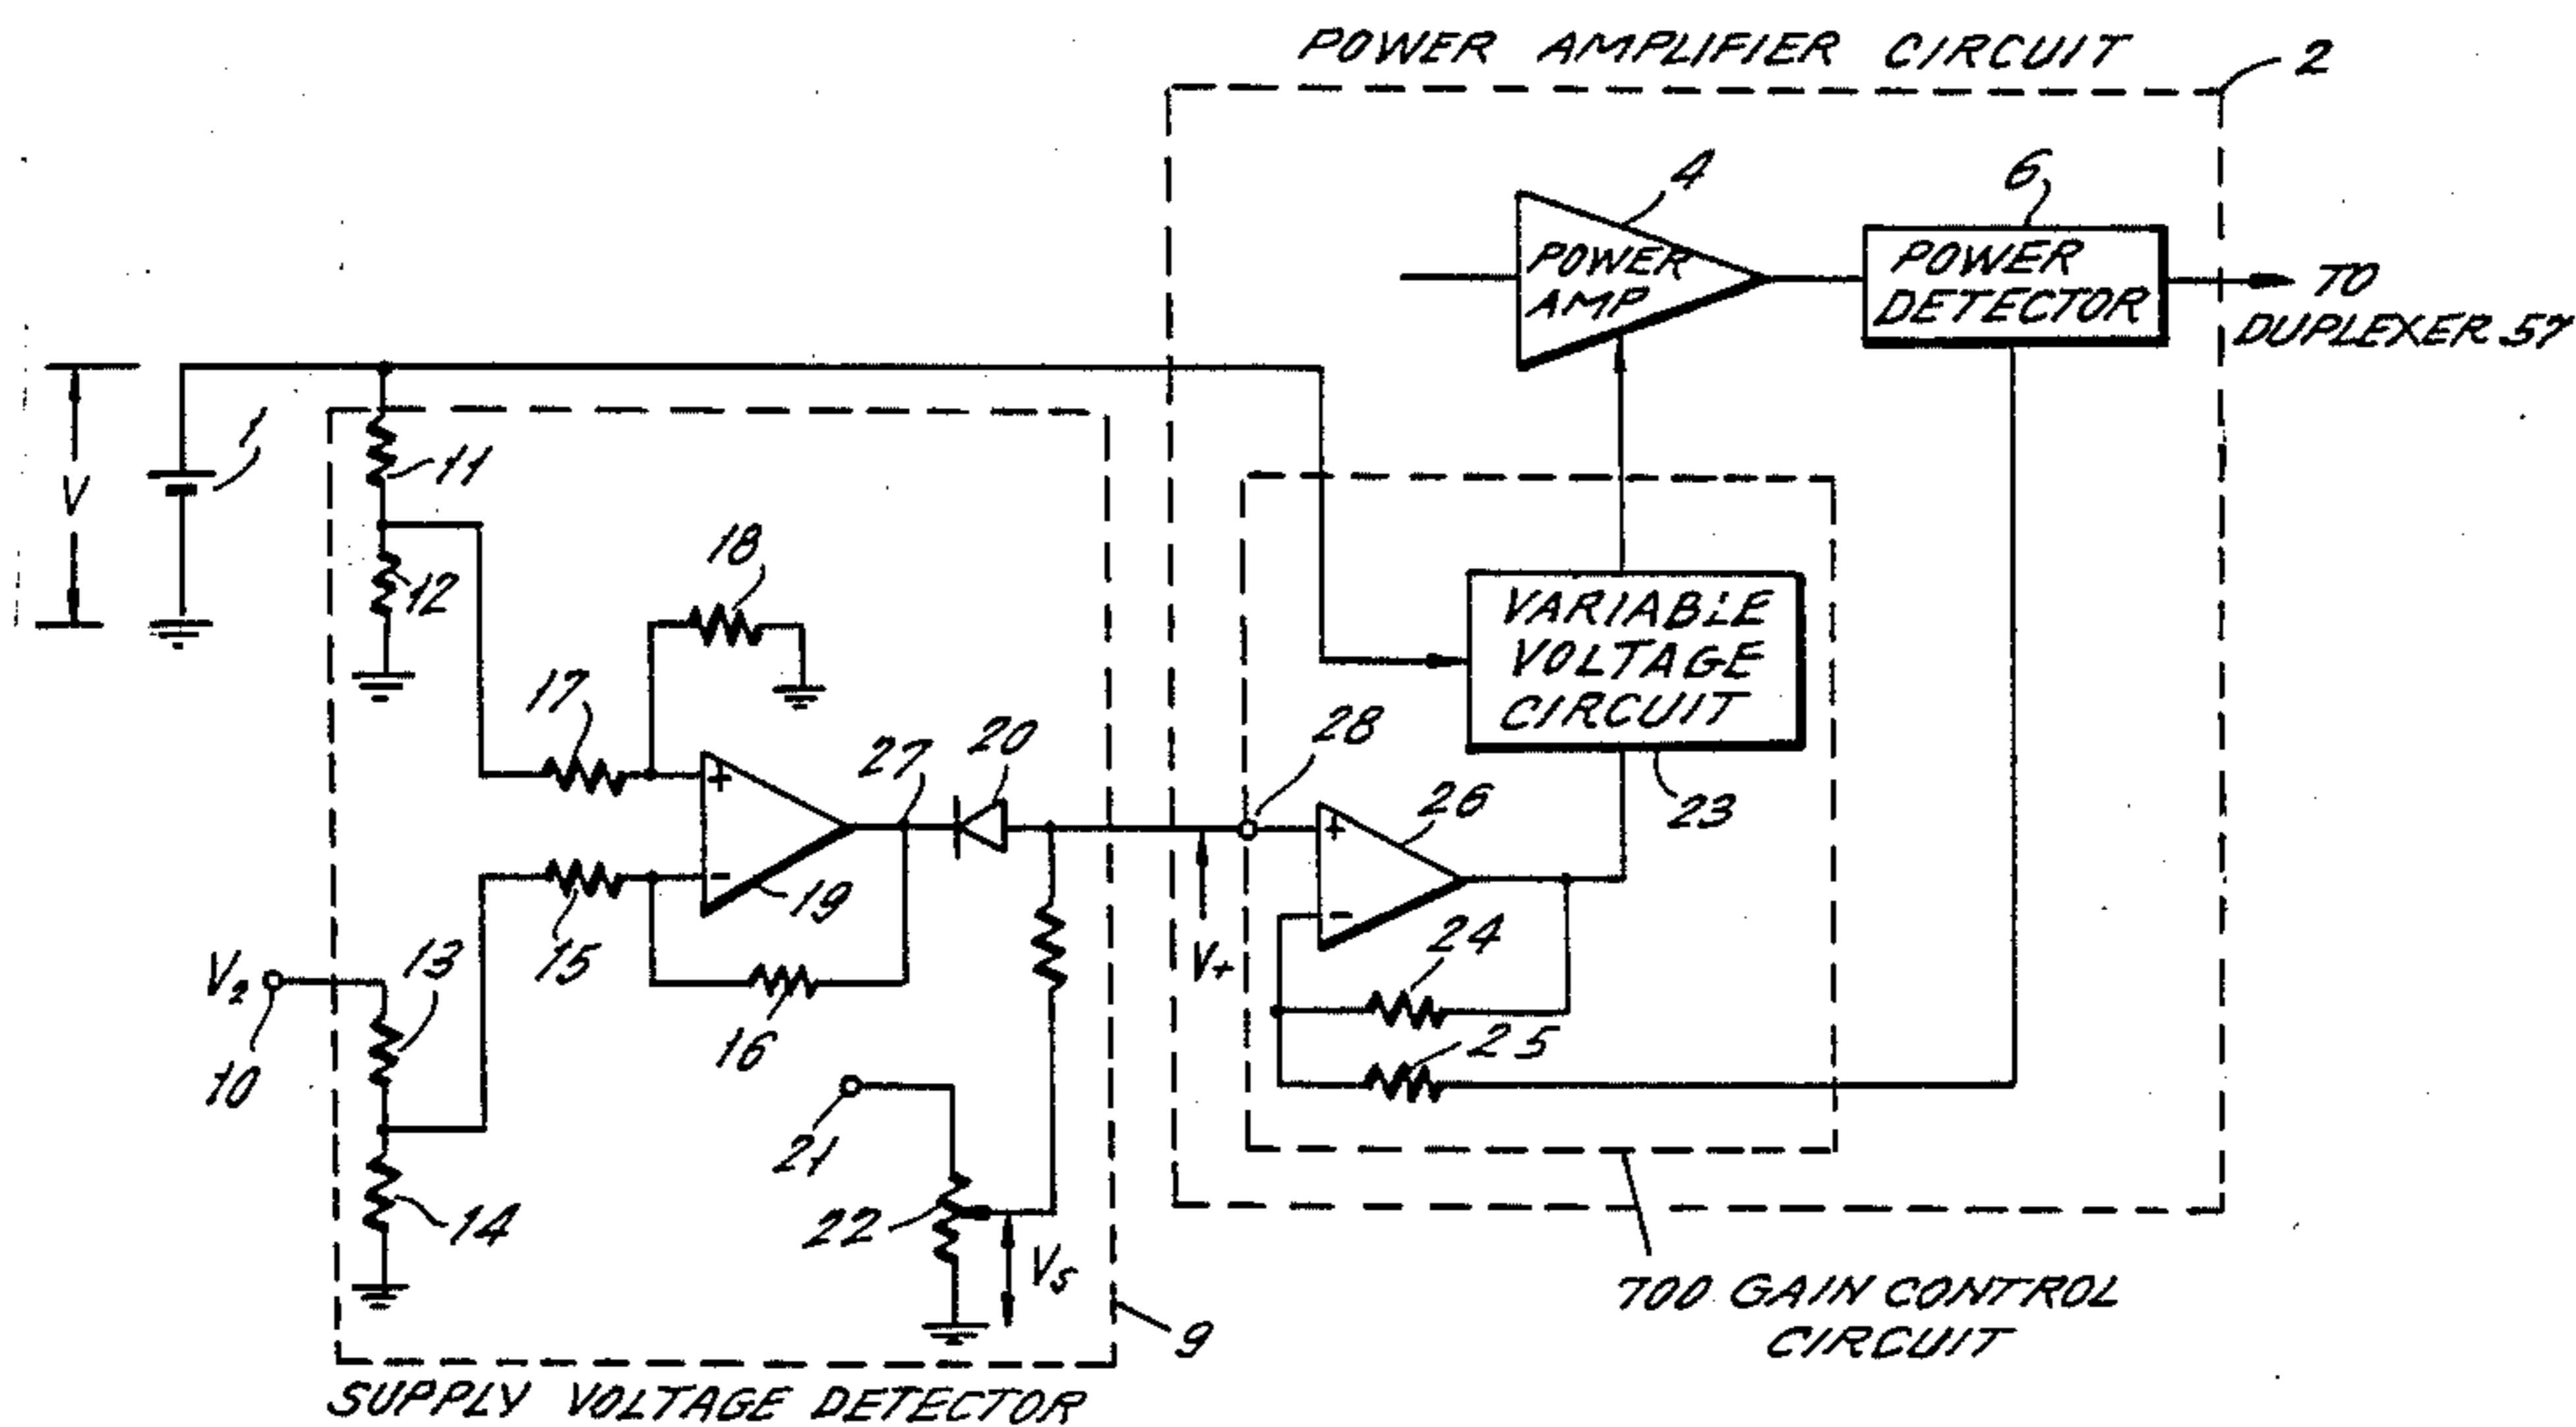 POWER AMPLIFIER CIRCUIT
2
4
6
POWER
AMP
POWER
DETECTOR
TO
DUPLEXER 57
1
V
11
12
18
17
27
20
28
VARIABLE
VOLTAGE
CIRCUIT
23
26
19
15
16
V2
10
13
14
V+
24
25
21
22
VS
9
700 GAIN CONTROL
CIRCUIT
SUPPLY VOLTAGE DETECTOR
+
-
+
-